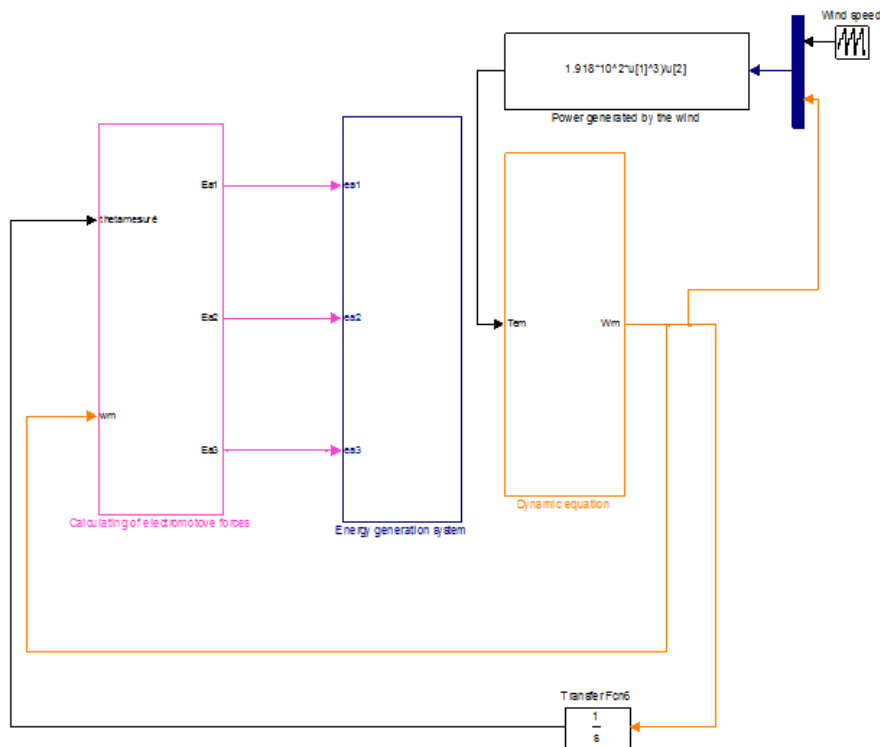 Wind speed
1.918*10^2*u[1]^3)/u[2]
Power generated by the wind
Ea1
ea1
thetamesuré
Ea2
ea2
Tem
Wm
wm
Ea3
ea3
Calculating of electromotove forces
Energy generation system
Dynamic equation
Transfer Fcn6
1
s